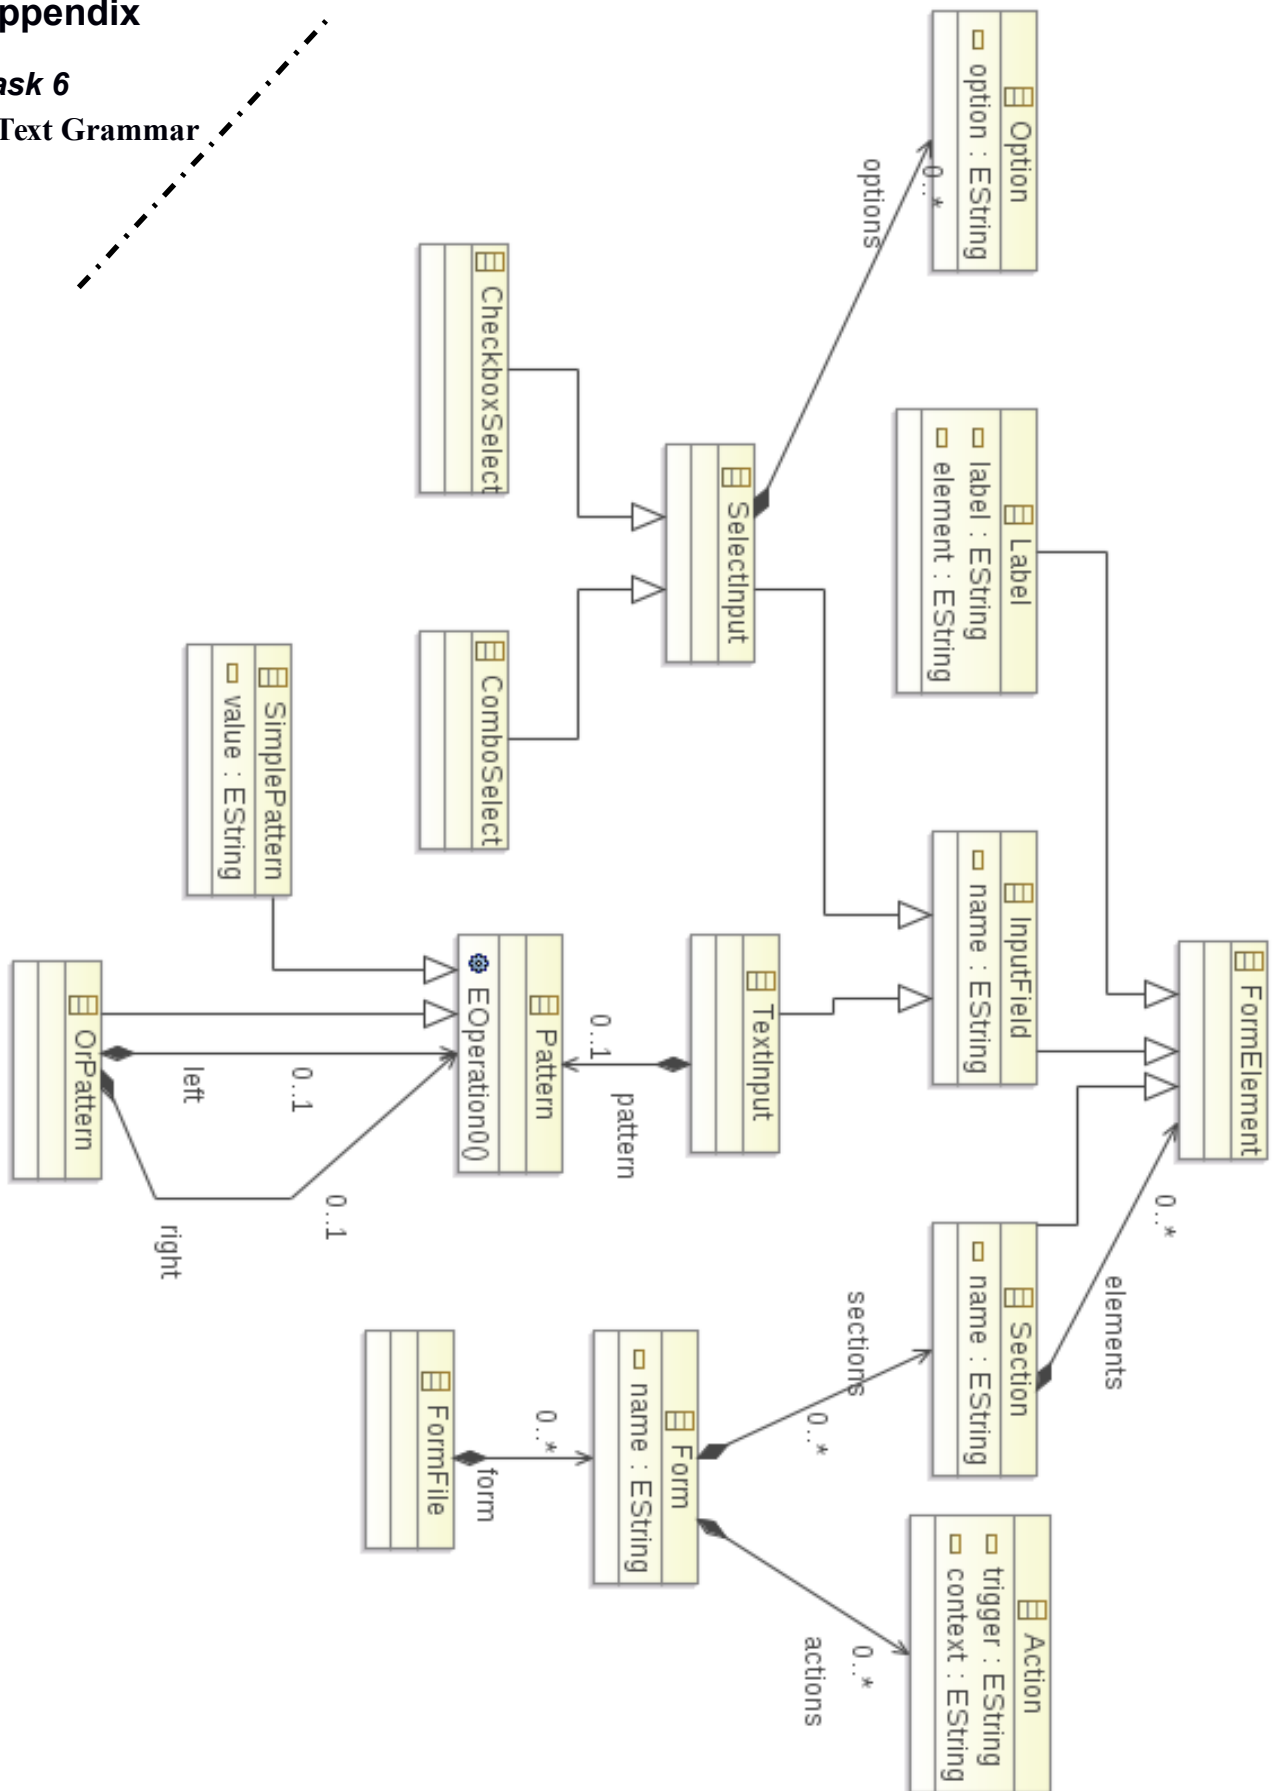 ppendix
ask 6
Text Grammar
Option
option : EString
0..*
options
Label
label : EString
element : EString
FormElement
0..*
elements
InputField
name : EString
Section
name : EString
Action
trigger : EString
context : EString
SelectInput
TextInput
pattern
0..1
sections
0..*
0..*
actions
CheckboxSelect
ComboSelect
Pattern
EOperation0()
Form
name : EString
0..*
form
FormFile
SimplePattern
value : EString
OrPattern
left
0..1
0..1
right